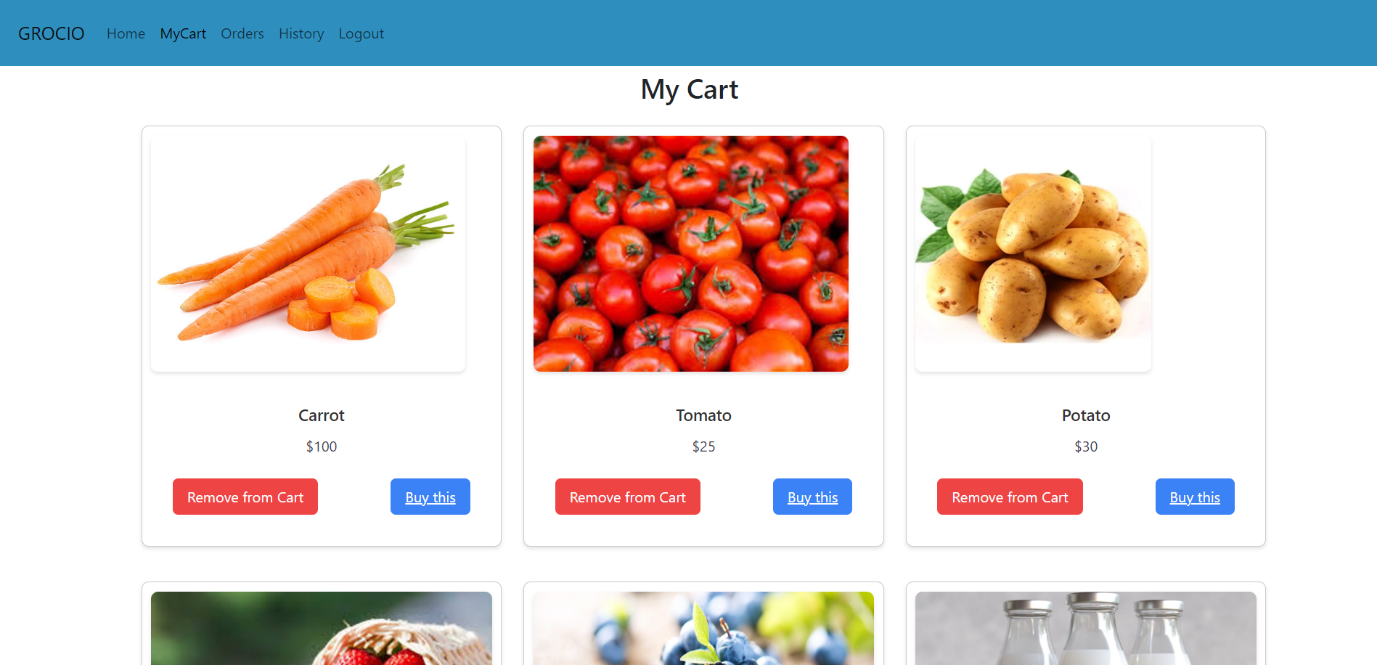 GROCIO Home MyCart Orders History Logout
My Cart
Carrot
$100
Remove from Cart Buy this
Tomato
$25
Remove from Cart Buy this
Potato
$30
Remove from Cart Buy this